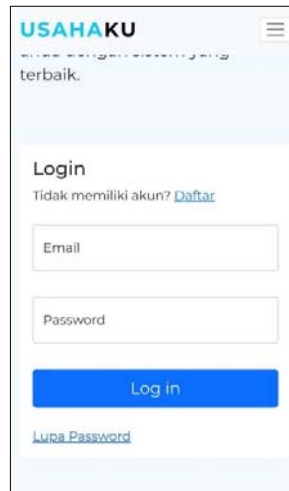 USAHAKU
terbaik.
Login
Tidak memiliki akun? Daftar
Email
Password
Log in
Lupa Password